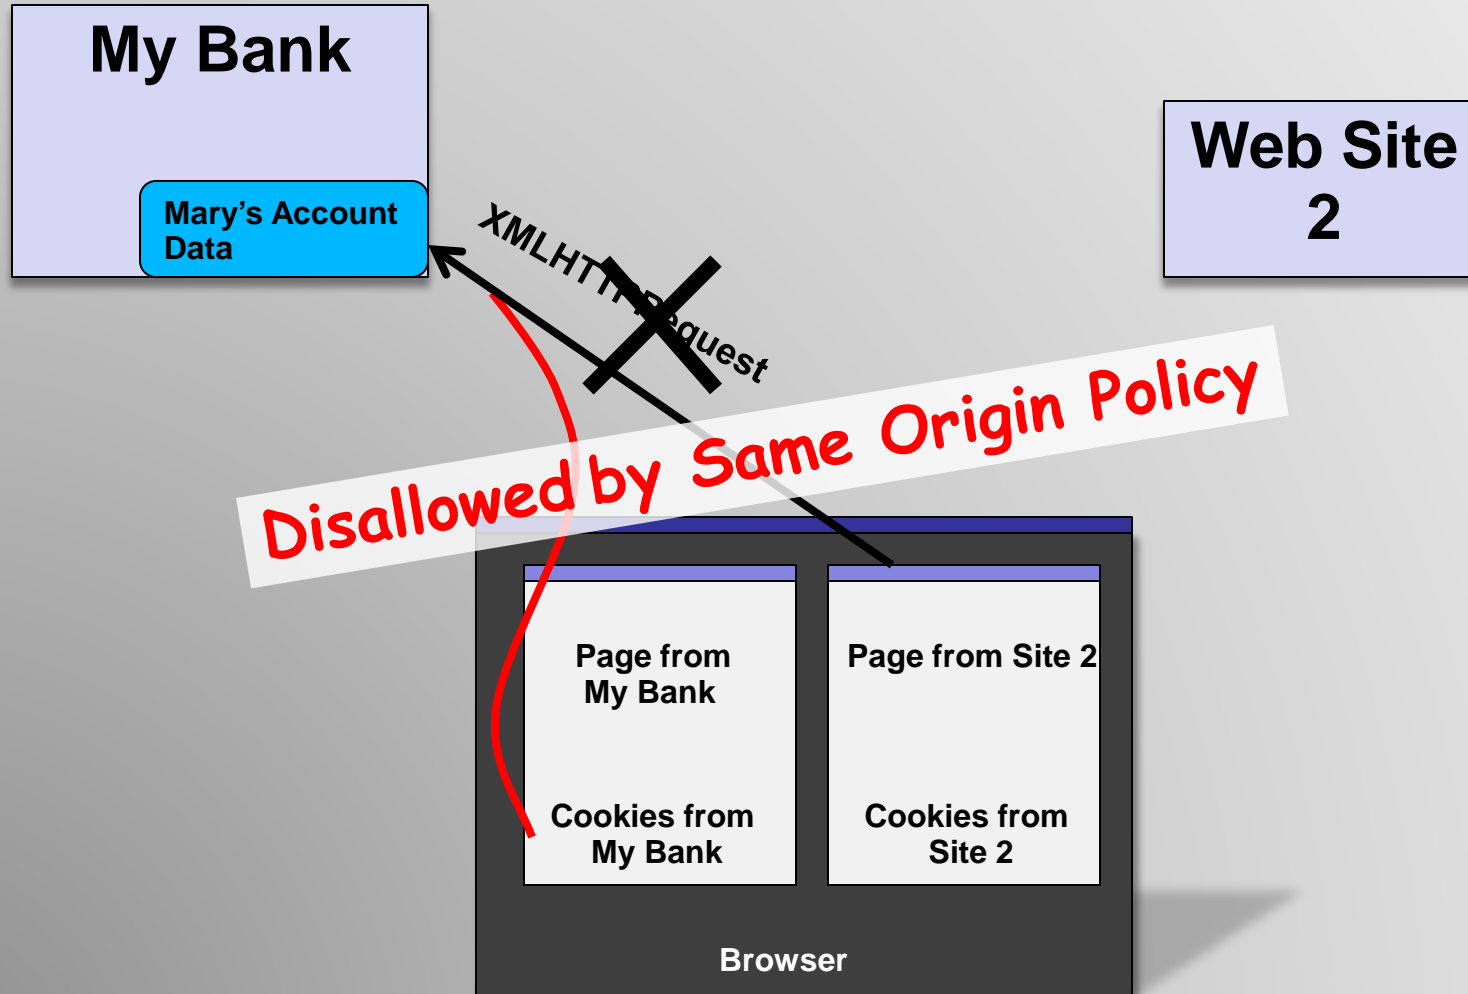 My Bank
Mary’s Account
Data
Web Site
2
XMLHTTPRequest
Disallowed by Same Origin Policy
Page from
My Bank
Cookies from
My Bank
Page from Site 2
Cookies from
Site 2
Browser